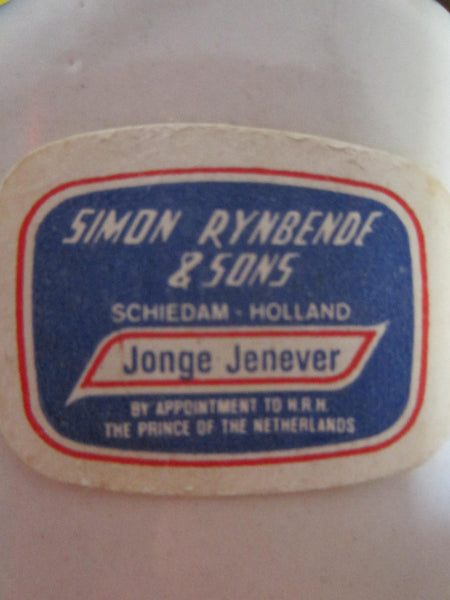 SIMON RYNBENDE
& SONS
SCHIEDAM - HOLLAND
Jonge Jenever
BY APPOINTMENT TO H.R.H.
THE PRINCE OF THE NETHERLANDS